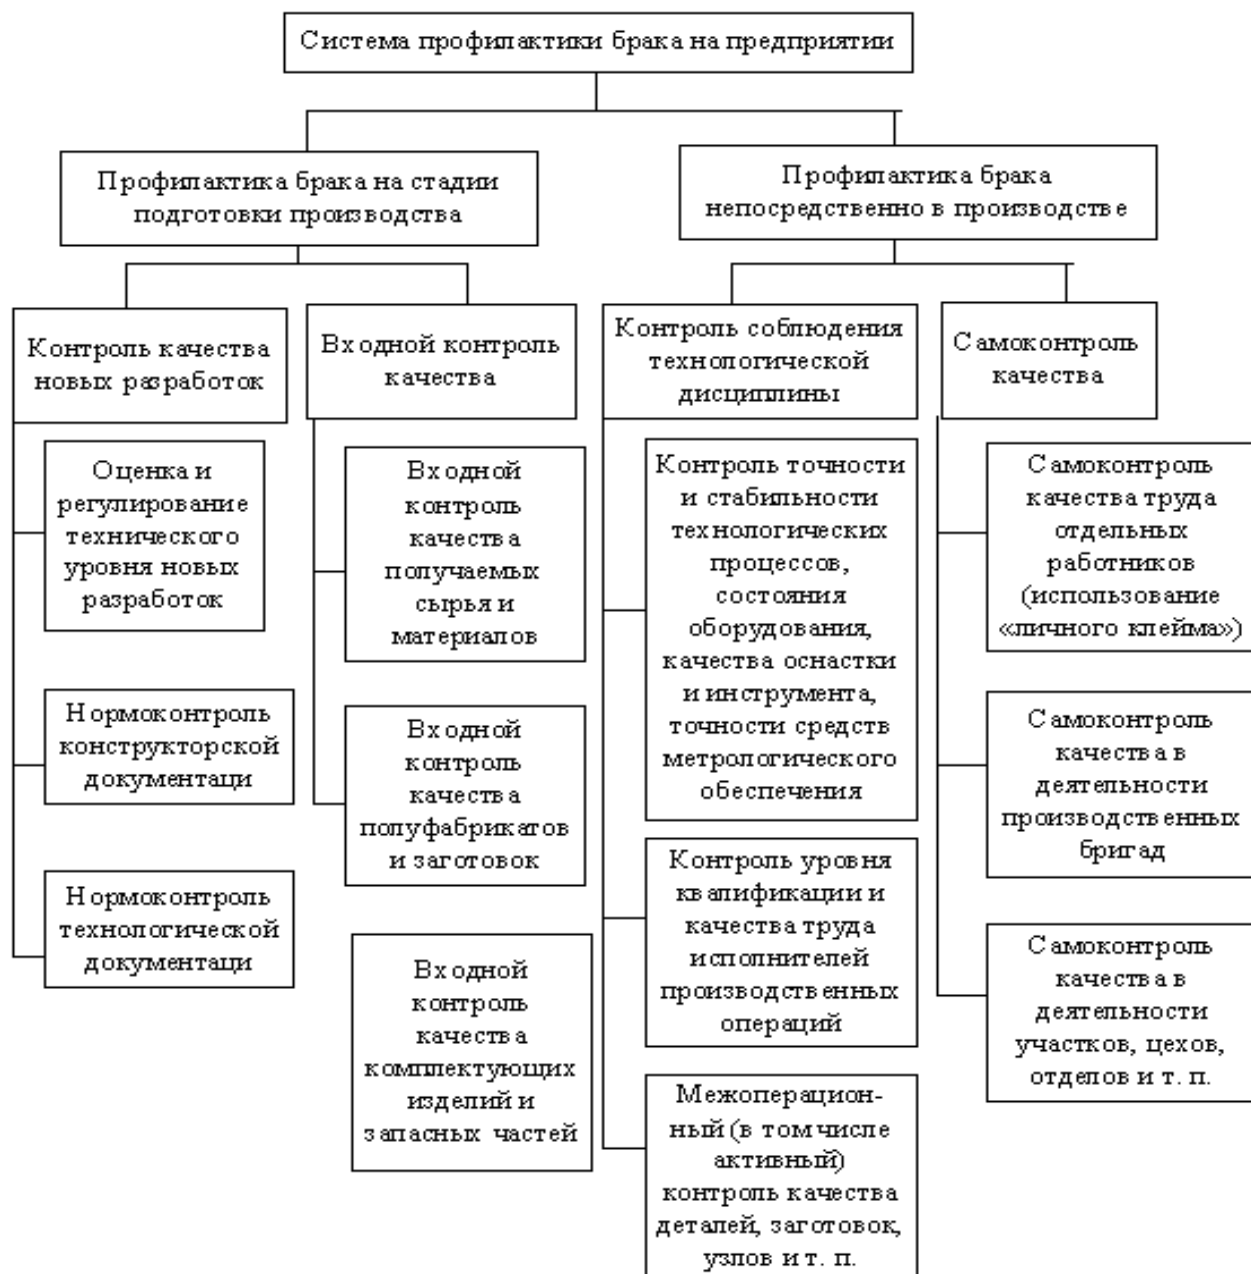 Система профилактики брака на предприятии
Профилактика брака на стадии
подготовки производства
Профилактика брака
непосредственно в производстве
Контроль качества
новых разработок
Входной контроль
качества
Контроль соблюдения
технологической
дисциплины
Самоконтроль
качества
Оценка и
регулирование
технического
уровня новых
разработок
Нормоконтроль
конструкторской
документаци
Нормоконтроль
технологической
документаци
Входной
контроль
качества
получаемых
сырья и
материалов
Входной
контроль
качества
полуфабрикатов
и заготовок
Входной
контроль
качества
комплектующих
изделий и
запасных частей
Контроль точности
и стабильности
технологических
процессов,
состояния
оборудования,
качества оснастки
и инструмента,
точности средств
метрологического
обеспечения
Контроль уровня
квалификации и
качества труда
исполнителей
производственных
операций
Межоперацион-
ный (в том числе
активный)
контроль качества
деталей, заготовок,
узлов и т. п.
Самоконтроль
качества труда
отдельных
работников
(использование
«личного клейма»)
Самоконтроль
качества в
деятельности
производственных
бригад
Самоконтроль
качества в
деятельности
участков, цехов,
отделов и т. п.